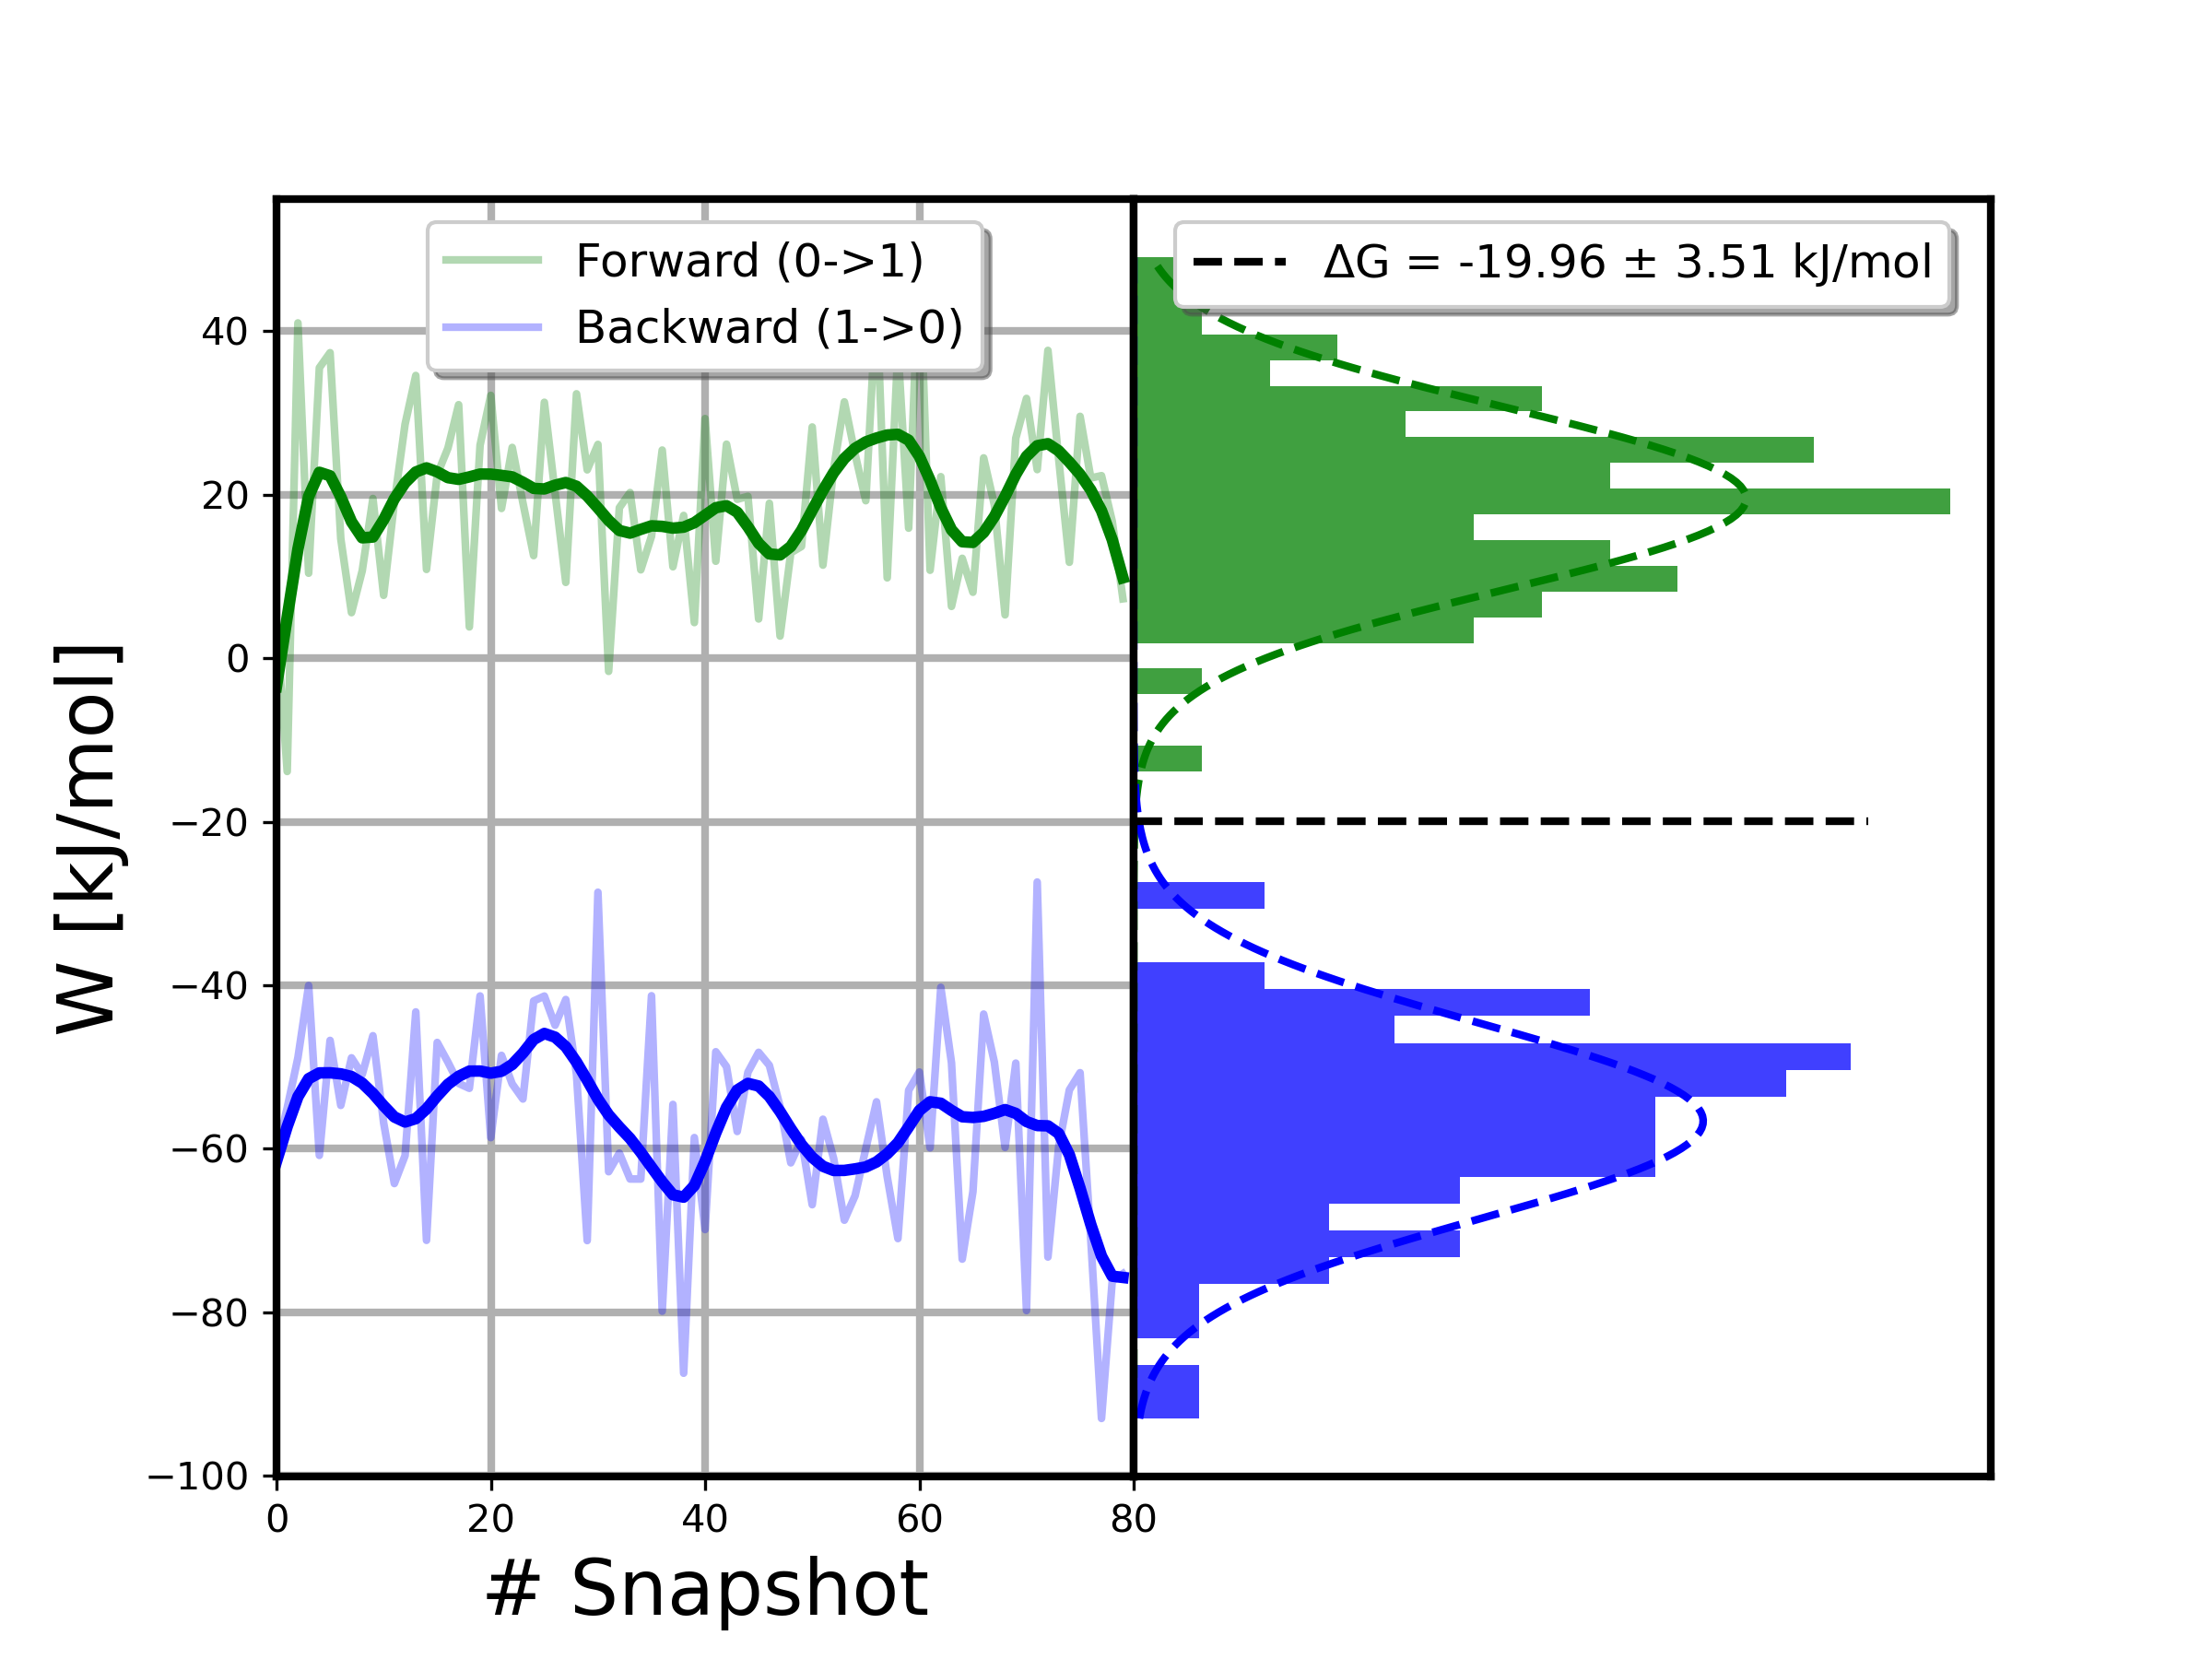 Forward (0->1)
Backward (1->0)
ΔG = -19.96 ± 3.51 kJ/mol
W [kJ/mol]
40
20
0
−20
−40
−60
−80
−100
0 20 40 60 80
# Snapshot